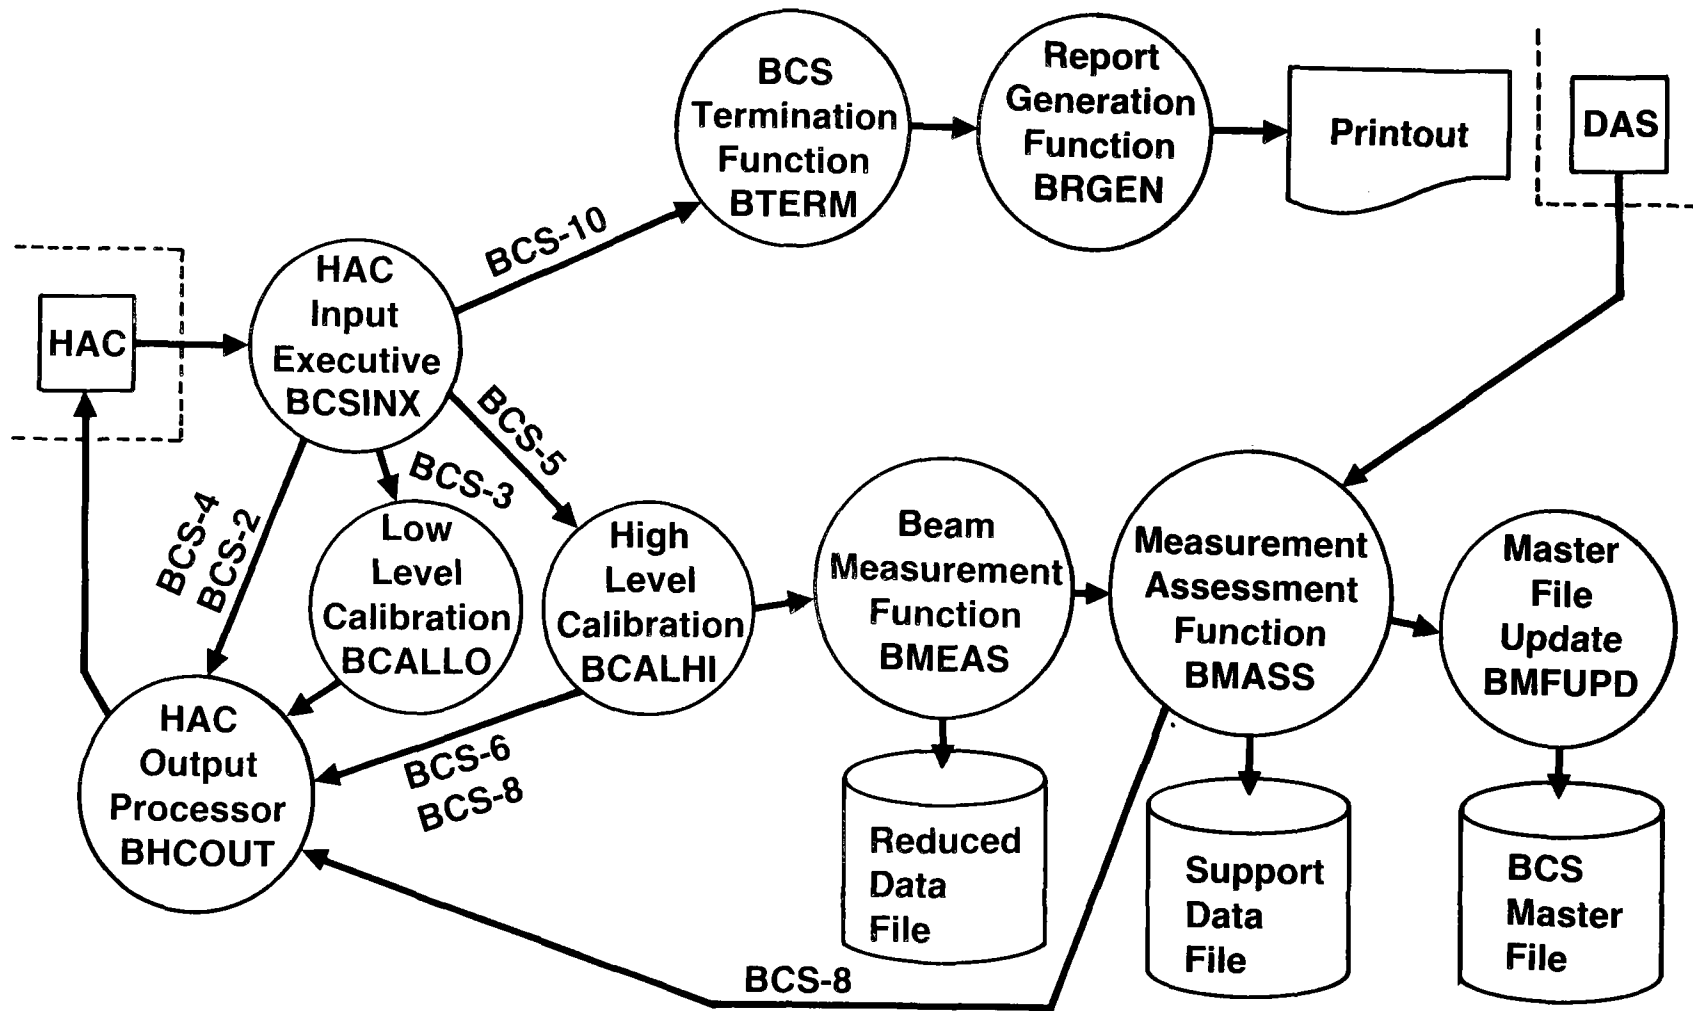 BCS
Termination
Function
BTERM
Report
Generation
Function
BRGEN
Printout
DAS
BCS-10
HAC
HAC
Input
Executive
BCSINX
BCS-5
BCS-3
BCS-4
BCS-2
Low
Level
Calibration
BCALLO
High
Level
Calibration
BCALHI
Beam
Measurement
Function
BMEAS
Measurement
Assessment
Function
BMASS
Master
File
Update
BMFUPD
HAC
Output
Processor
BHCOUT
BCS-6
BCS-8
Reduced
Data
File
Support
Data
File
BCS
Master
File
BCS-8